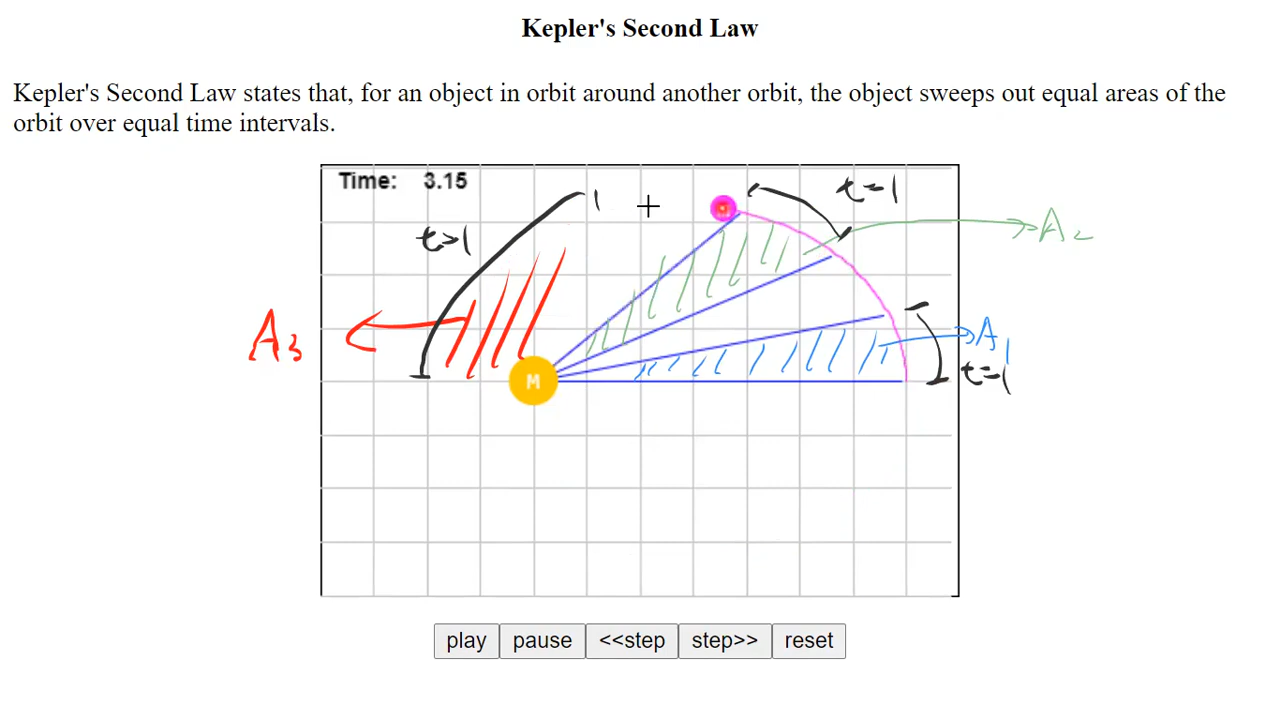 Kepler's Second Law
Kepler's Second Law states that, for an object in orbit around another orbit, the object sweeps out equal areas of the
orbit over equal time intervals.
Time: 3.15
t=1
t=1
A2
A3
A1
t=1
M
play pause <<step step>> reset